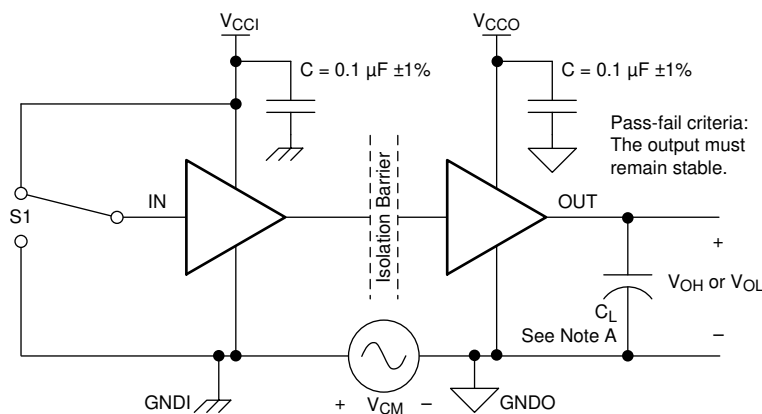 VCCI
VCCO
C = 0.1 µF ±1%
C = 0.1 µF ±1%
Pass-fail criteria:
The output must
remain stable.
S1
IN
Isolation Barrier
OUT
+
VOH or VOL
CL
See Note A
–
GNDI
+ VCM –
GNDO